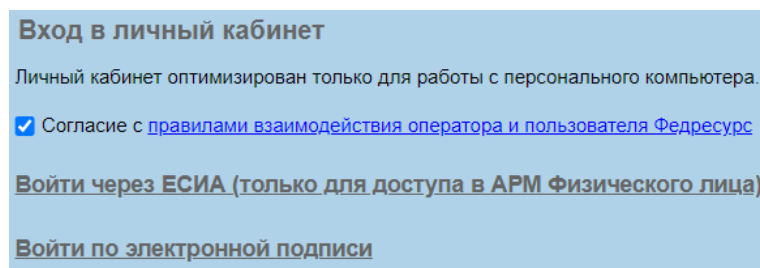 Вход в личный кабинет
Личный кабинет оптимизирован только для работы с персонального компьютера.
Согласие с правилами взаимодействия оператора и пользователя Федресурс
Войти через ЕСИА (только для доступа в АРМ Физического лица)
Войти по электронной подписи